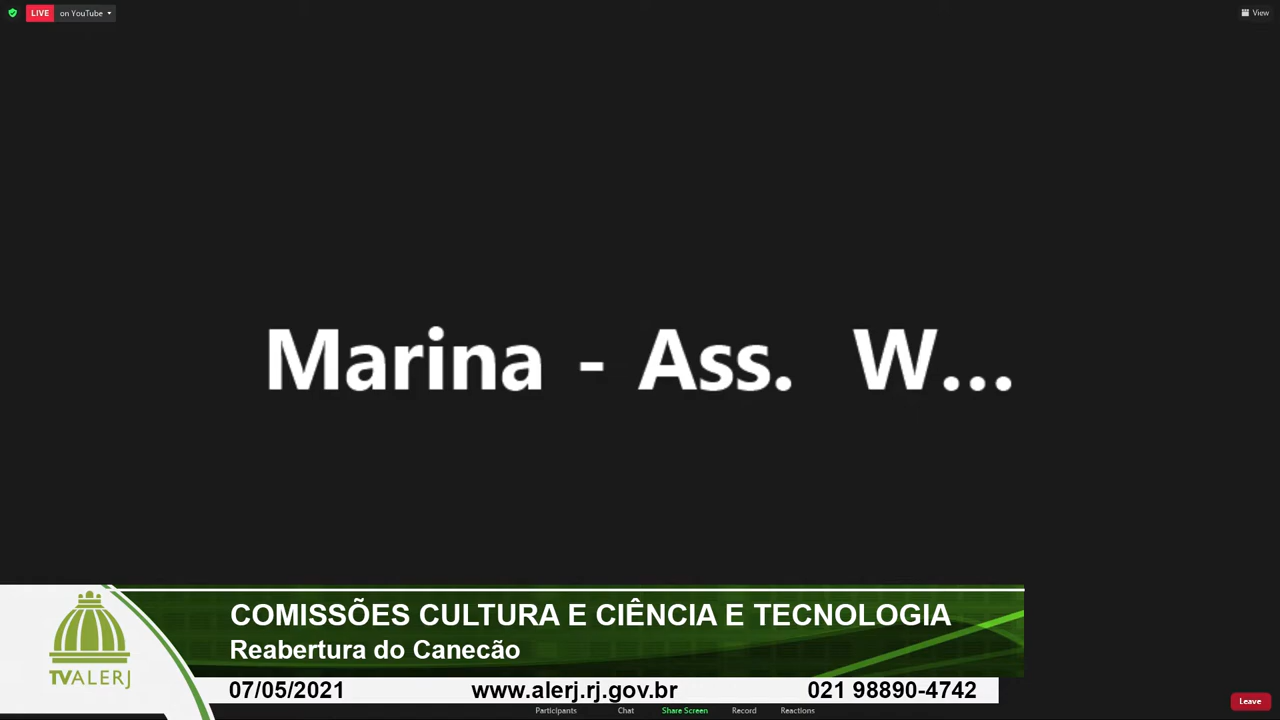 LIVE on YouTube
View
Marina - Ass. W...
COMISSÕES CULTURA E CIÊNCIA E TECNOLOGIA
Reabertura do Canecão
TVALERJ
07/05/2021 www.alerj.rj.gov.br 021 98890-4742
Participants Chat Share Screen Record Reactions
Leave